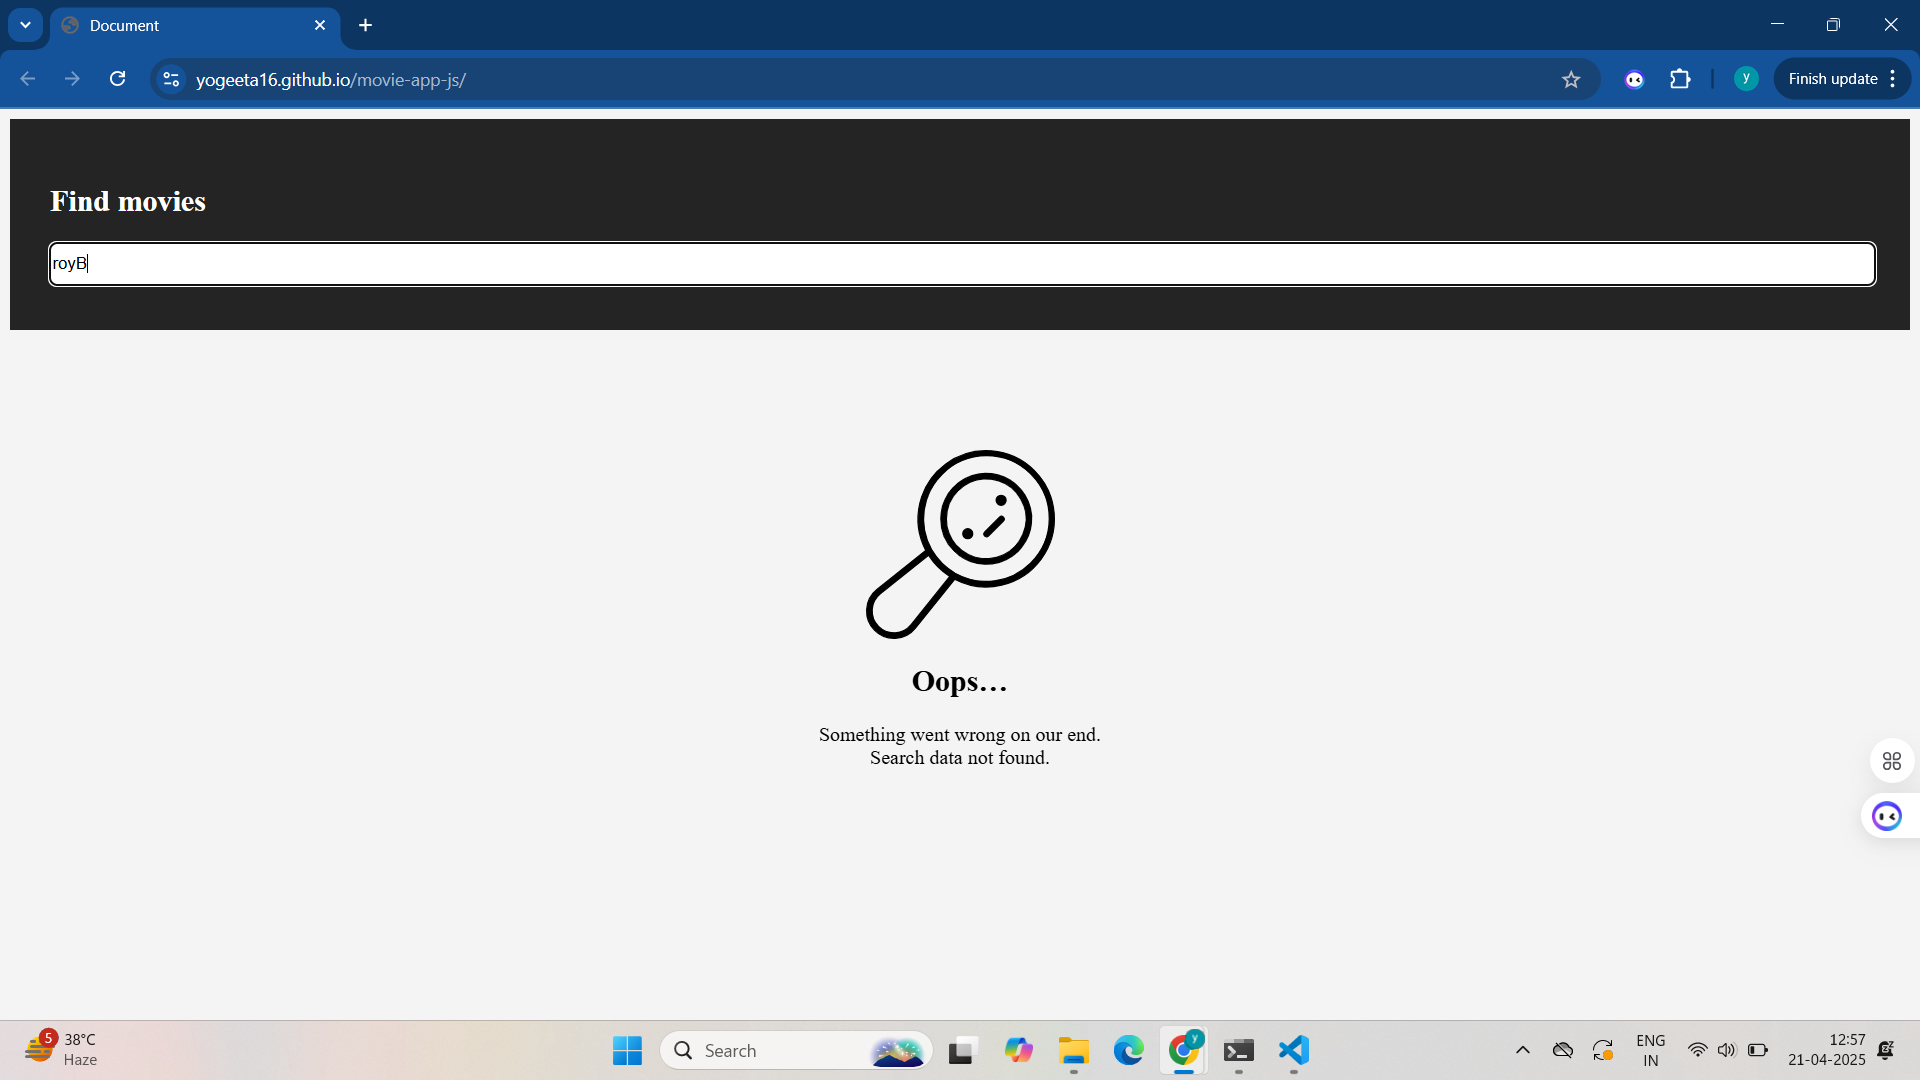 Document
yogeeta16.github.io/movie-app-js/
y
Finish update
Find movies
royB
Oops...
Something went wrong on our end.
Search data not found.
5
38°C
Haze
Search
y
ENG
IN
12:57
21-04-2025